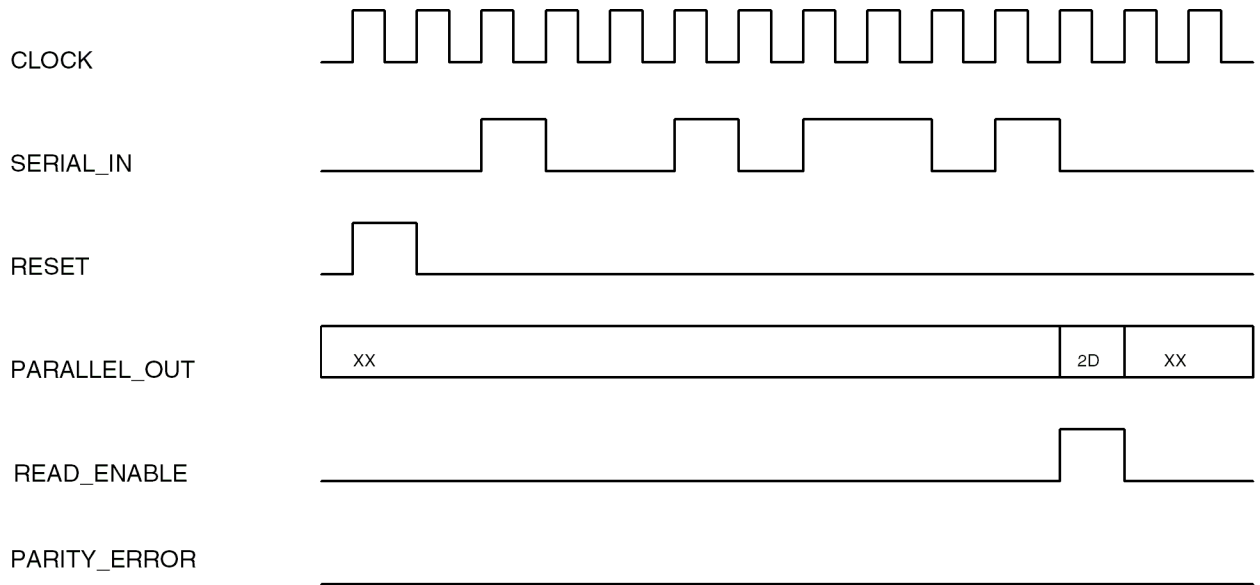 CLOCK
SERIAL_IN
RESET
PARALLEL_OUT XX 2D XX
READ_ENABLE
PARITY_ERROR